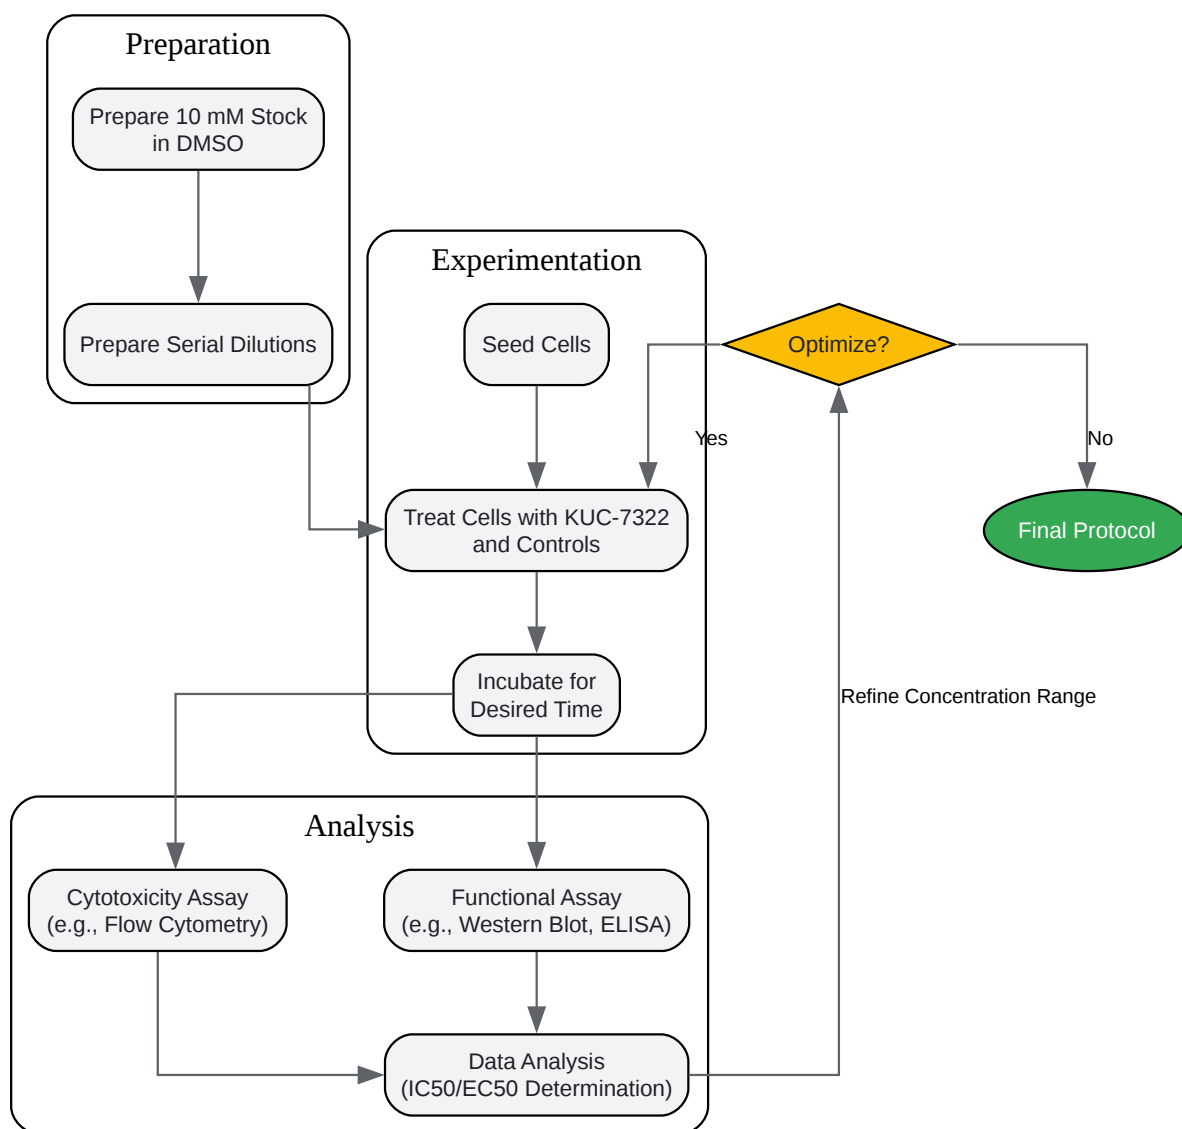 Preparation
Prepare 10 mM Stock
in DMSO
Prepare Serial Dilutions
Experimentation
Seed Cells
Optimize?
Yes
No
Treat Cells with KUC-7322
and Controls
Final Protocol
Incubate for
Desired Time
Refine Concentration Range
Analysis
Cytotoxicity Assay
(e.g., Flow Cytometry)
Functional Assay
(e.g., Western Blot, ELISA)
Data Analysis
(IC50/EC50 Determination)